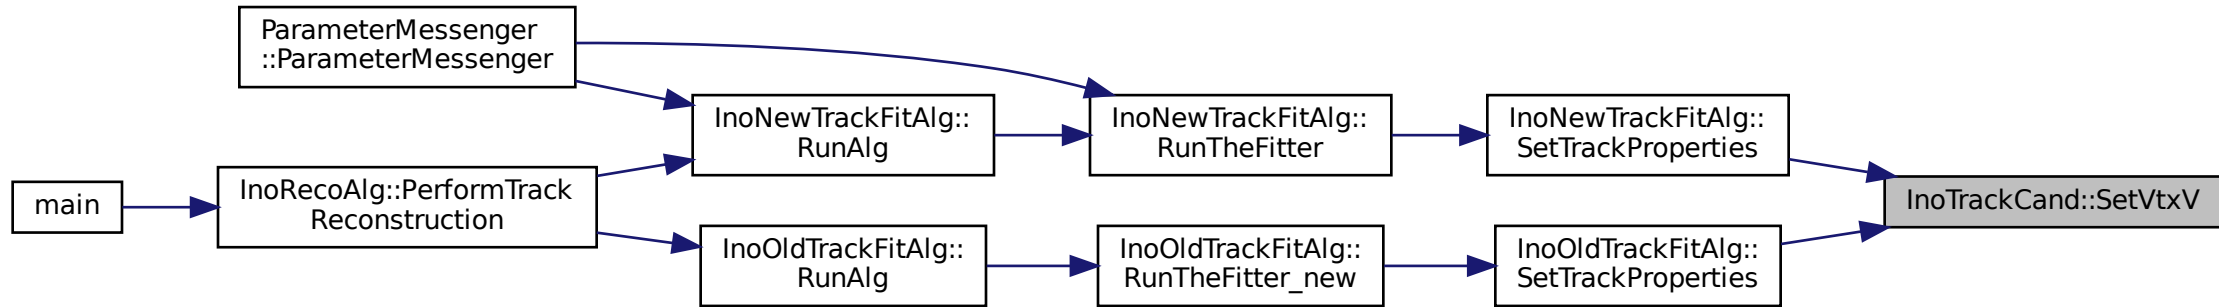 ParameterMessenger
::ParameterMessenger
InoNewTrackFitAlg::
RunAlg
InoNewTrackFitAlg::
RunTheFitter
InoNewTrackFitAlg::
SetTrackProperties
main
InoRecoAlg::PerformTrack
Reconstruction
InoTrackCand::SetVtxV
InoOldTrackFitAlg::
RunAlg
InoOldTrackFitAlg::
RunTheFitter_new
InoOldTrackFitAlg::
SetTrackProperties